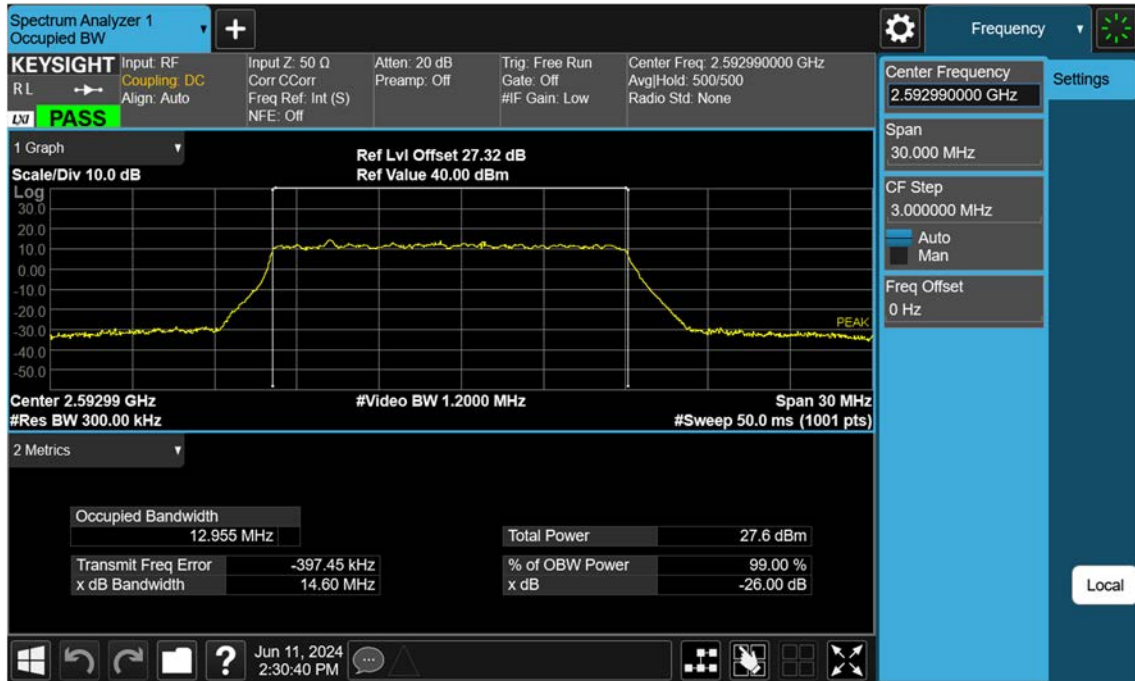 Spectrum Analyzer 1
Occupied BW
Frequency
KEYSIGHT
R L
LXI PASS
Input: RF
Coupling: DC
Align: Auto
Input Z: 50 Ω
Corr CCorr
Freq Ref: Int (S)
NFE: Off
Atten: 20 dB
Preamp: Off
Trig: Free Run
Gate: Off
#IF Gain: Low
Center Freq: 2.592990000 GHz
Avg|Hold: 500/500
Radio Std: None
Center Frequency
2.592990000 GHz
Settings
Span
30.000 MHz
CF Step
3.000000 MHz
Auto
Man
Freq Offset
0 Hz
Local
1 Graph
Scale/Div 10.0 dB
Ref Lvl Offset 27.32 dB
Ref Value 40.00 dBm
Log
30.0
20.0
10.0
0.00
-10.0
-20.0
-30.0
-40.0
-50.0
PEAK
Center 2.59299 GHz
#Video BW 1.2000 MHz
Span 30 MHz
#Res BW 300.00 kHz
#Sweep 50.0 ms (1001 pts)
2 Metrics
Occupied Bandwidth
12.955 MHz
Total Power 27.6 dBm
Transmit Freq Error -397.45 kHz
% of OBW Power 99.00 %
x dB Bandwidth 14.60 MHz
x dB -26.00 dB
?
Jun 11, 2024
2:30:40 PM